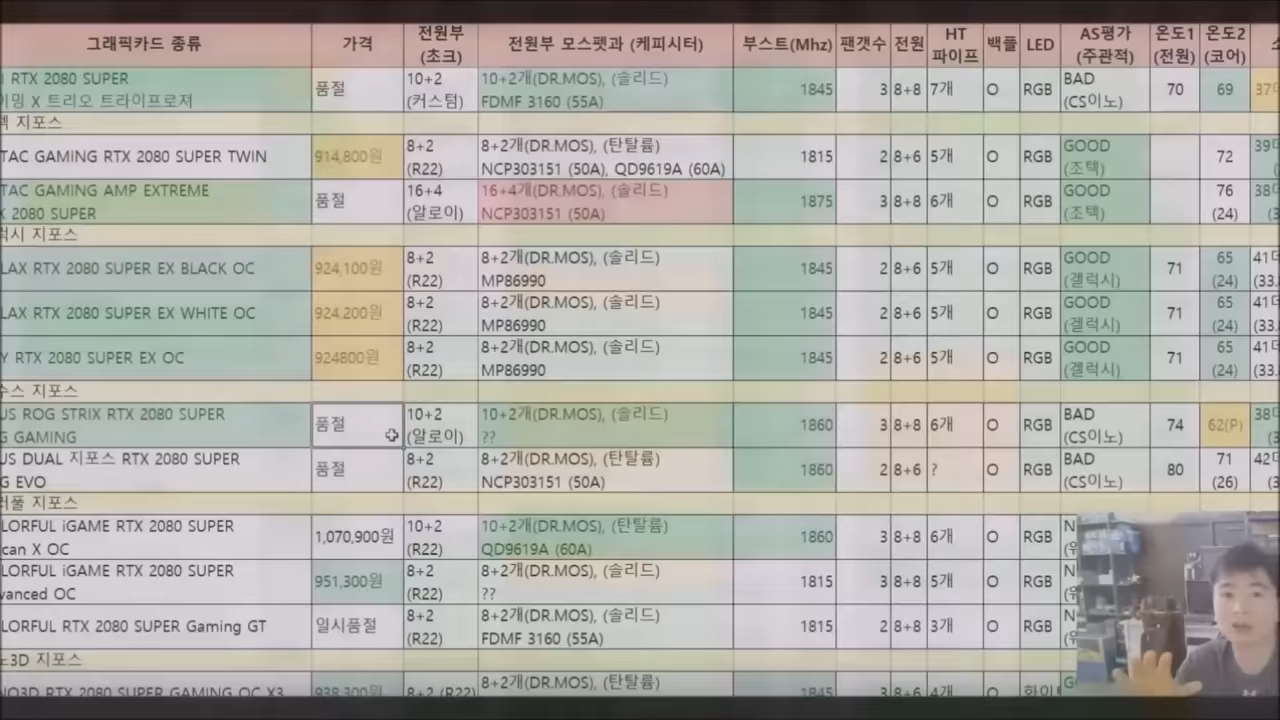 그래픽카드 종류 가격 전원부 (초크) 전원부 모스펫과 (케피시터) 부스트(Mhz) 팬갯수 전원 HT 파이프 백플 LED AS평가 (주관적) 온도1 (전원) 온도2 (코어)
RTX 2080 SUPER 품절 10+2 10+2개(DR.MOS), (솔리드) 1845 3 8+8 7개 O RGB BAD 70 69
X 트리오 트라이프로져 (커스텀) FDMF 3160 (55A) (CS이노)
지포스
TAC GAMING RTX 2080 SUPER TWIN 914,800원 8+2 8+2개(DR.MOS), (탄탈륨) 1815 2 8+6 5개 O RGB GOOD 72
(R22) NCP303151 (50A), QD9619A (60A) (조텍)
TAC GAMING AMP EXTREME 품절 16+4 16+4개(DR.MOS), (솔리드) 1875 3 8+8 6개 O RGB GOOD 76
2080 SUPER (알로이) NCP303151 (50A) (조텍) (24)
지포스
LAX RTX 2080 SUPER EX BLACK OC 924,100원 8+2 8+2개(DR.MOS), (솔리드) 1845 2 8+6 5개 O RGB GOOD 71 65
(R22) MP86990 (겔럭시) (24)
LAX RTX 2080 SUPER EX WHITE OC 924,200원 8+2 8+2개(DR.MOS), (솔리드) 1845 2 8+6 5개 O RGB GOOD 71 65
(R22) MP86990 (겔럭시) (24)
RTX 2080 SUPER EX OC 924800원 8+2 8+2개(DR.MOS), (솔리드) 1845 2 8+6 5개 O RGB GOOD 71 65
(R22) MP86990 (겔럭시) (24)
지포스
US ROG STRIX RTX 2080 SUPER 품절 10+2 10+2개(DR.MOS), (솔리드) 1860 3 8+8 6개 O RGB BAD 74 62(P)
GAMING (알로이) ?? (CS이노)
US DUAL 지포스 RTX 2080 SUPER 품절 8+2 8+2개(DR.MOS), (탄탈륨) 1860 2 8+6 ? O RGB BAD 80 71
EVO (R22) NCP303151 (50A) (CS이노) (26)
지포스
LORFUL iGAME RTX 2080 SUPER 1,070,900원 10+2 10+2개(DR.MOS), (탄탈륨) 1860 3 8+8 6개 O RGB
can X OC (R22) QD9619A (60A)
LORFUL iGAME RTX 2080 SUPER 951,300원 8+2 8+2개(DR.MOS), (솔리드) 1815 3 8+8 5개 O RGB
vanced OC (R22) ??
LORFUL RTX 2080 SUPER Gaming GT 일시품절 8+2 8+2개(DR.MOS), (솔리드) 1815 2 8+8 3개 O RGB
(R22) FDMF 3160 (55A)
3D 지포스
RTX 2080 SUPER GAMING OC X3 938,300원 8+2 (R22) 8+2개(DR.MOS), (탄탈륨) 1845 3 8+6 4개 O